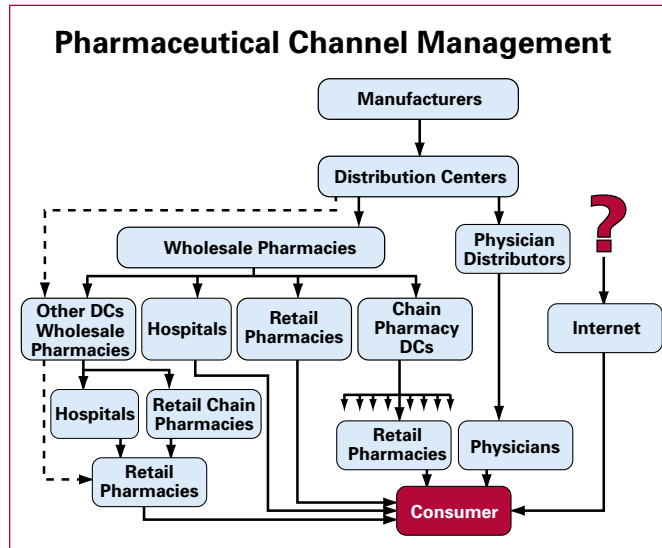 Pharmaceutical Channel Management
Manufacturers
Distribution Centers
?
Wholesale Pharmacies
Physician
Distributors
Other DCs
Wholesale
Pharmacies
Hospitals
Retail
Pharmacies
Chain
Pharmacy
DCs
Internet
Hospitals
Retail Chain
Pharmacies
Retail
Pharmacies
Physicians
Retail
Pharmacies
Consumer